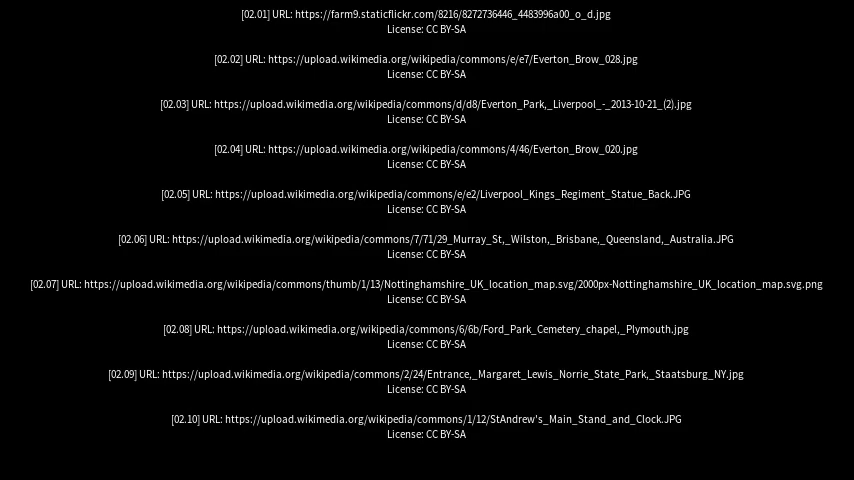 [02.01] URL: https://farm9.staticflickr.com/8216/8272736446_4483996a00_o_d.jpg
License: CC BY-SA
[02.02] URL: https://upload.wikimedia.org/wikipedia/commons/e/e7/Everton_Brow_028.jpg
License: CC BY-SA
[02.03] URL: https://upload.wikimedia.org/wikipedia/commons/d/d8/Everton_Park,_Liverpool_-_2013-10-21_(2).jpg
License: CC BY-SA
[02.04] URL: https://upload.wikimedia.org/wikipedia/commons/4/46/Everton_Brow_020.jpg
License: CC BY-SA
[02.05] URL: https://upload.wikimedia.org/wikipedia/commons/e/e2/Liverpool_Kings_Regiment_Statue_Back.JPG
License: CC BY-SA
[02.06] URL: https://upload.wikimedia.org/wikipedia/commons/7/71/29_Murray_St,_Wilston,_Brisbane,_Queensland,_Australia.JPG
License: CC BY-SA
[02.07] URL: https://upload.wikimedia.org/wikipedia/commons/thumb/1/13/Nottinghamshire_UK_location_map.svg/2000px-Nottinghamshire_UK_location_map.svg.png
License: CC BY-SA
[02.08] URL: https://upload.wikimedia.org/wikipedia/commons/6/6b/Ford_Park_Cemetery_chapel,_Plymouth.jpg
License: CC BY-SA
[02.09] URL: https://upload.wikimedia.org/wikipedia/commons/2/24/Entrance,_Margaret_Lewis_Norrie_State_Park,_Staatsburg_NY.jpg
License: CC BY-SA
[02.10] URL: https://upload.wikimedia.org/wikipedia/commons/1/12/StAndrew's_Main_Stand_and_Clock.JPG
License: CC BY-SA